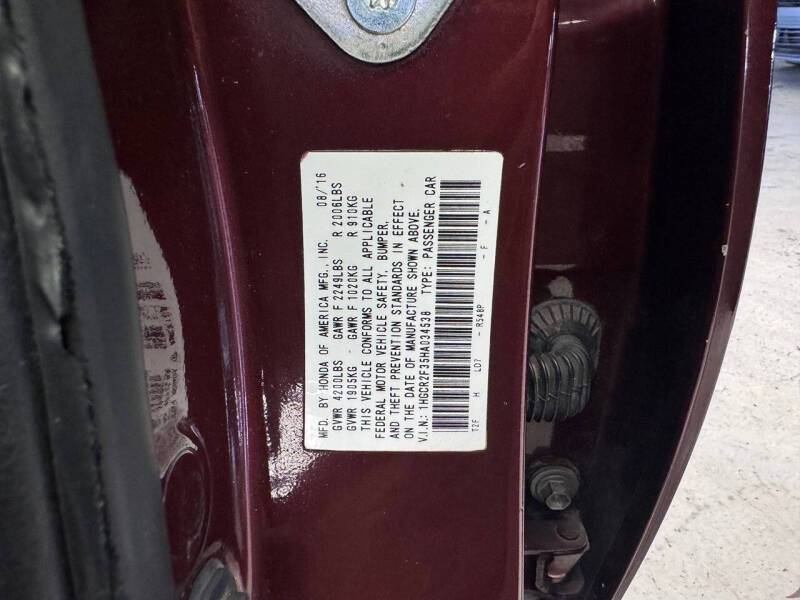 MFD. BY HONDA OF AMERICA MFG., INC. 08/'16
GVWR 4200LBS GAWR F 2249LBS R 2006LBS
GVWR 1905KG - GAWR F 1020KG R 910KG
THIS VEHICLE CONFORMS TO ALL APPLICABLE
FEDERAL MOTOR VEHICLE SAFETY, BUMPER,
AND THEFT PREVENTION STANDARDS IN EFFECT
ON THE DATE OF MANUFACTURE SHOWN ABOVE.
V.I.N.: 1HGCR2F35HA034538 TYPE: PASSENGER CAR
T2F H LD7 - R548P - F - A